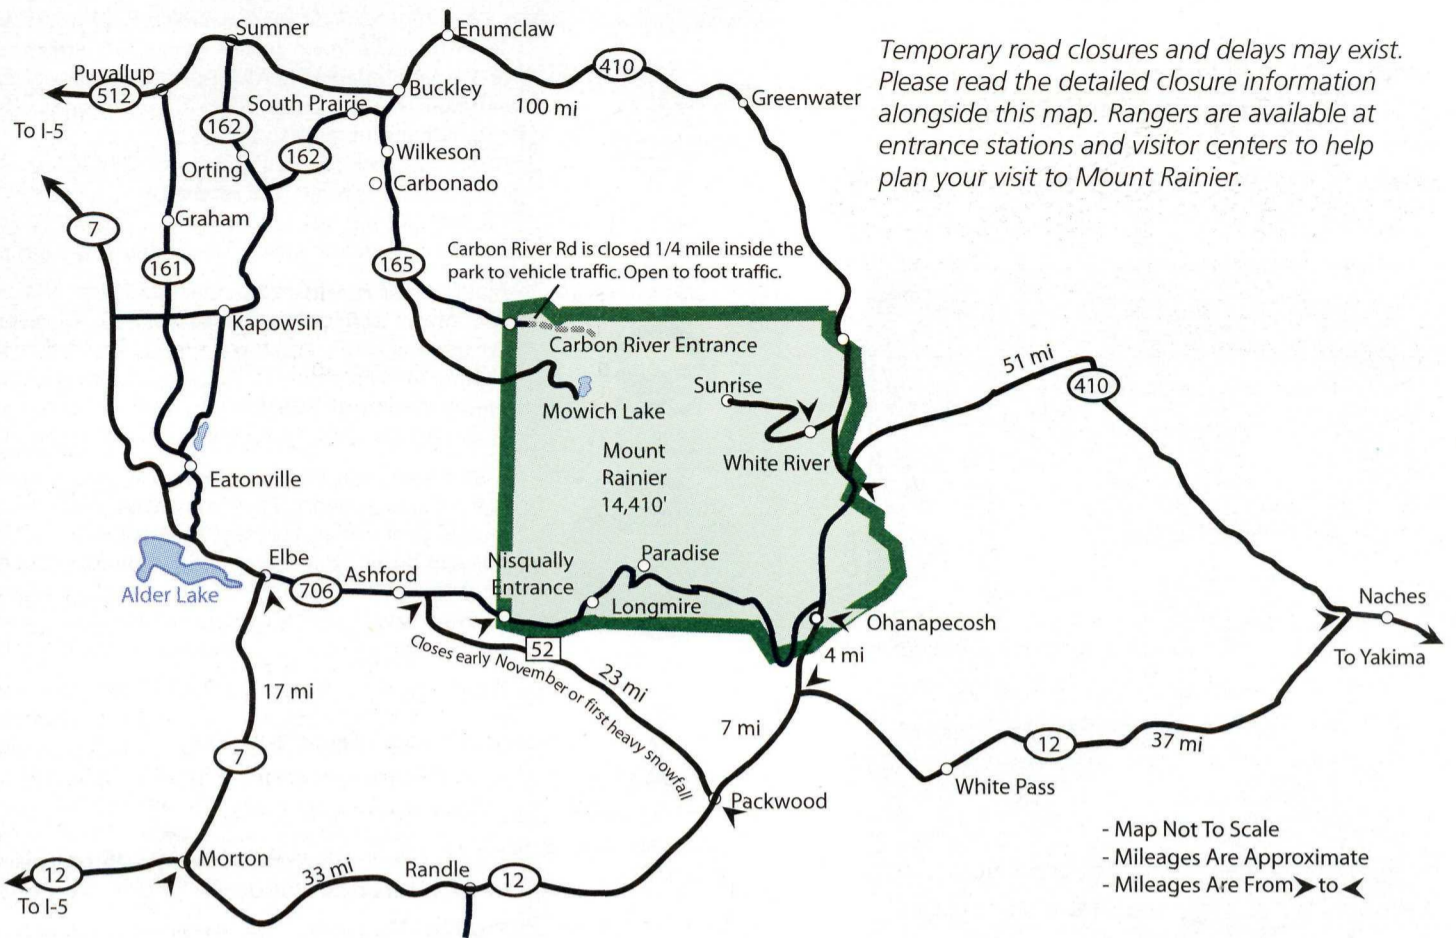 Sumner
Enumclaw
Puyallup
512
To I-5
410
100 mi
Temporary road closures and delays may exist.
Please read the detailed closure information
alongside this map. Rangers are available at
entrance stations and visitor centers to help
plan your visit to Mount Rainier.
Buckley
South Prairie
Greenwater
162
162
Orting
Wilkeson
Carbonado
7
Graham
161
165
Carbon River Rd is closed 1/4 mile inside the
park to vehicle traffic. Open to foot traffic.
Kapowsin
Carbon River Entrance
51 mi
410
Sunrise
Mowich Lake
Mount
Rainier
14,410'
White River
Eatonville
Alder Lake
Elbe
706
Ashford
Nisqually
Entrance
Paradise
Longmire
Ohanapecosh
Naches
To Yakima
52
Closes early November or first heavy snowfall
23 mi
4 mi
17 mi
7 mi
7
12
37 mi
White Pass
Packwood
Morton
12
To I-5
33 mi
Randle
12
- Map Not To Scale
- Mileages Are Approximate
- Mileages Are From ➤ to ➤